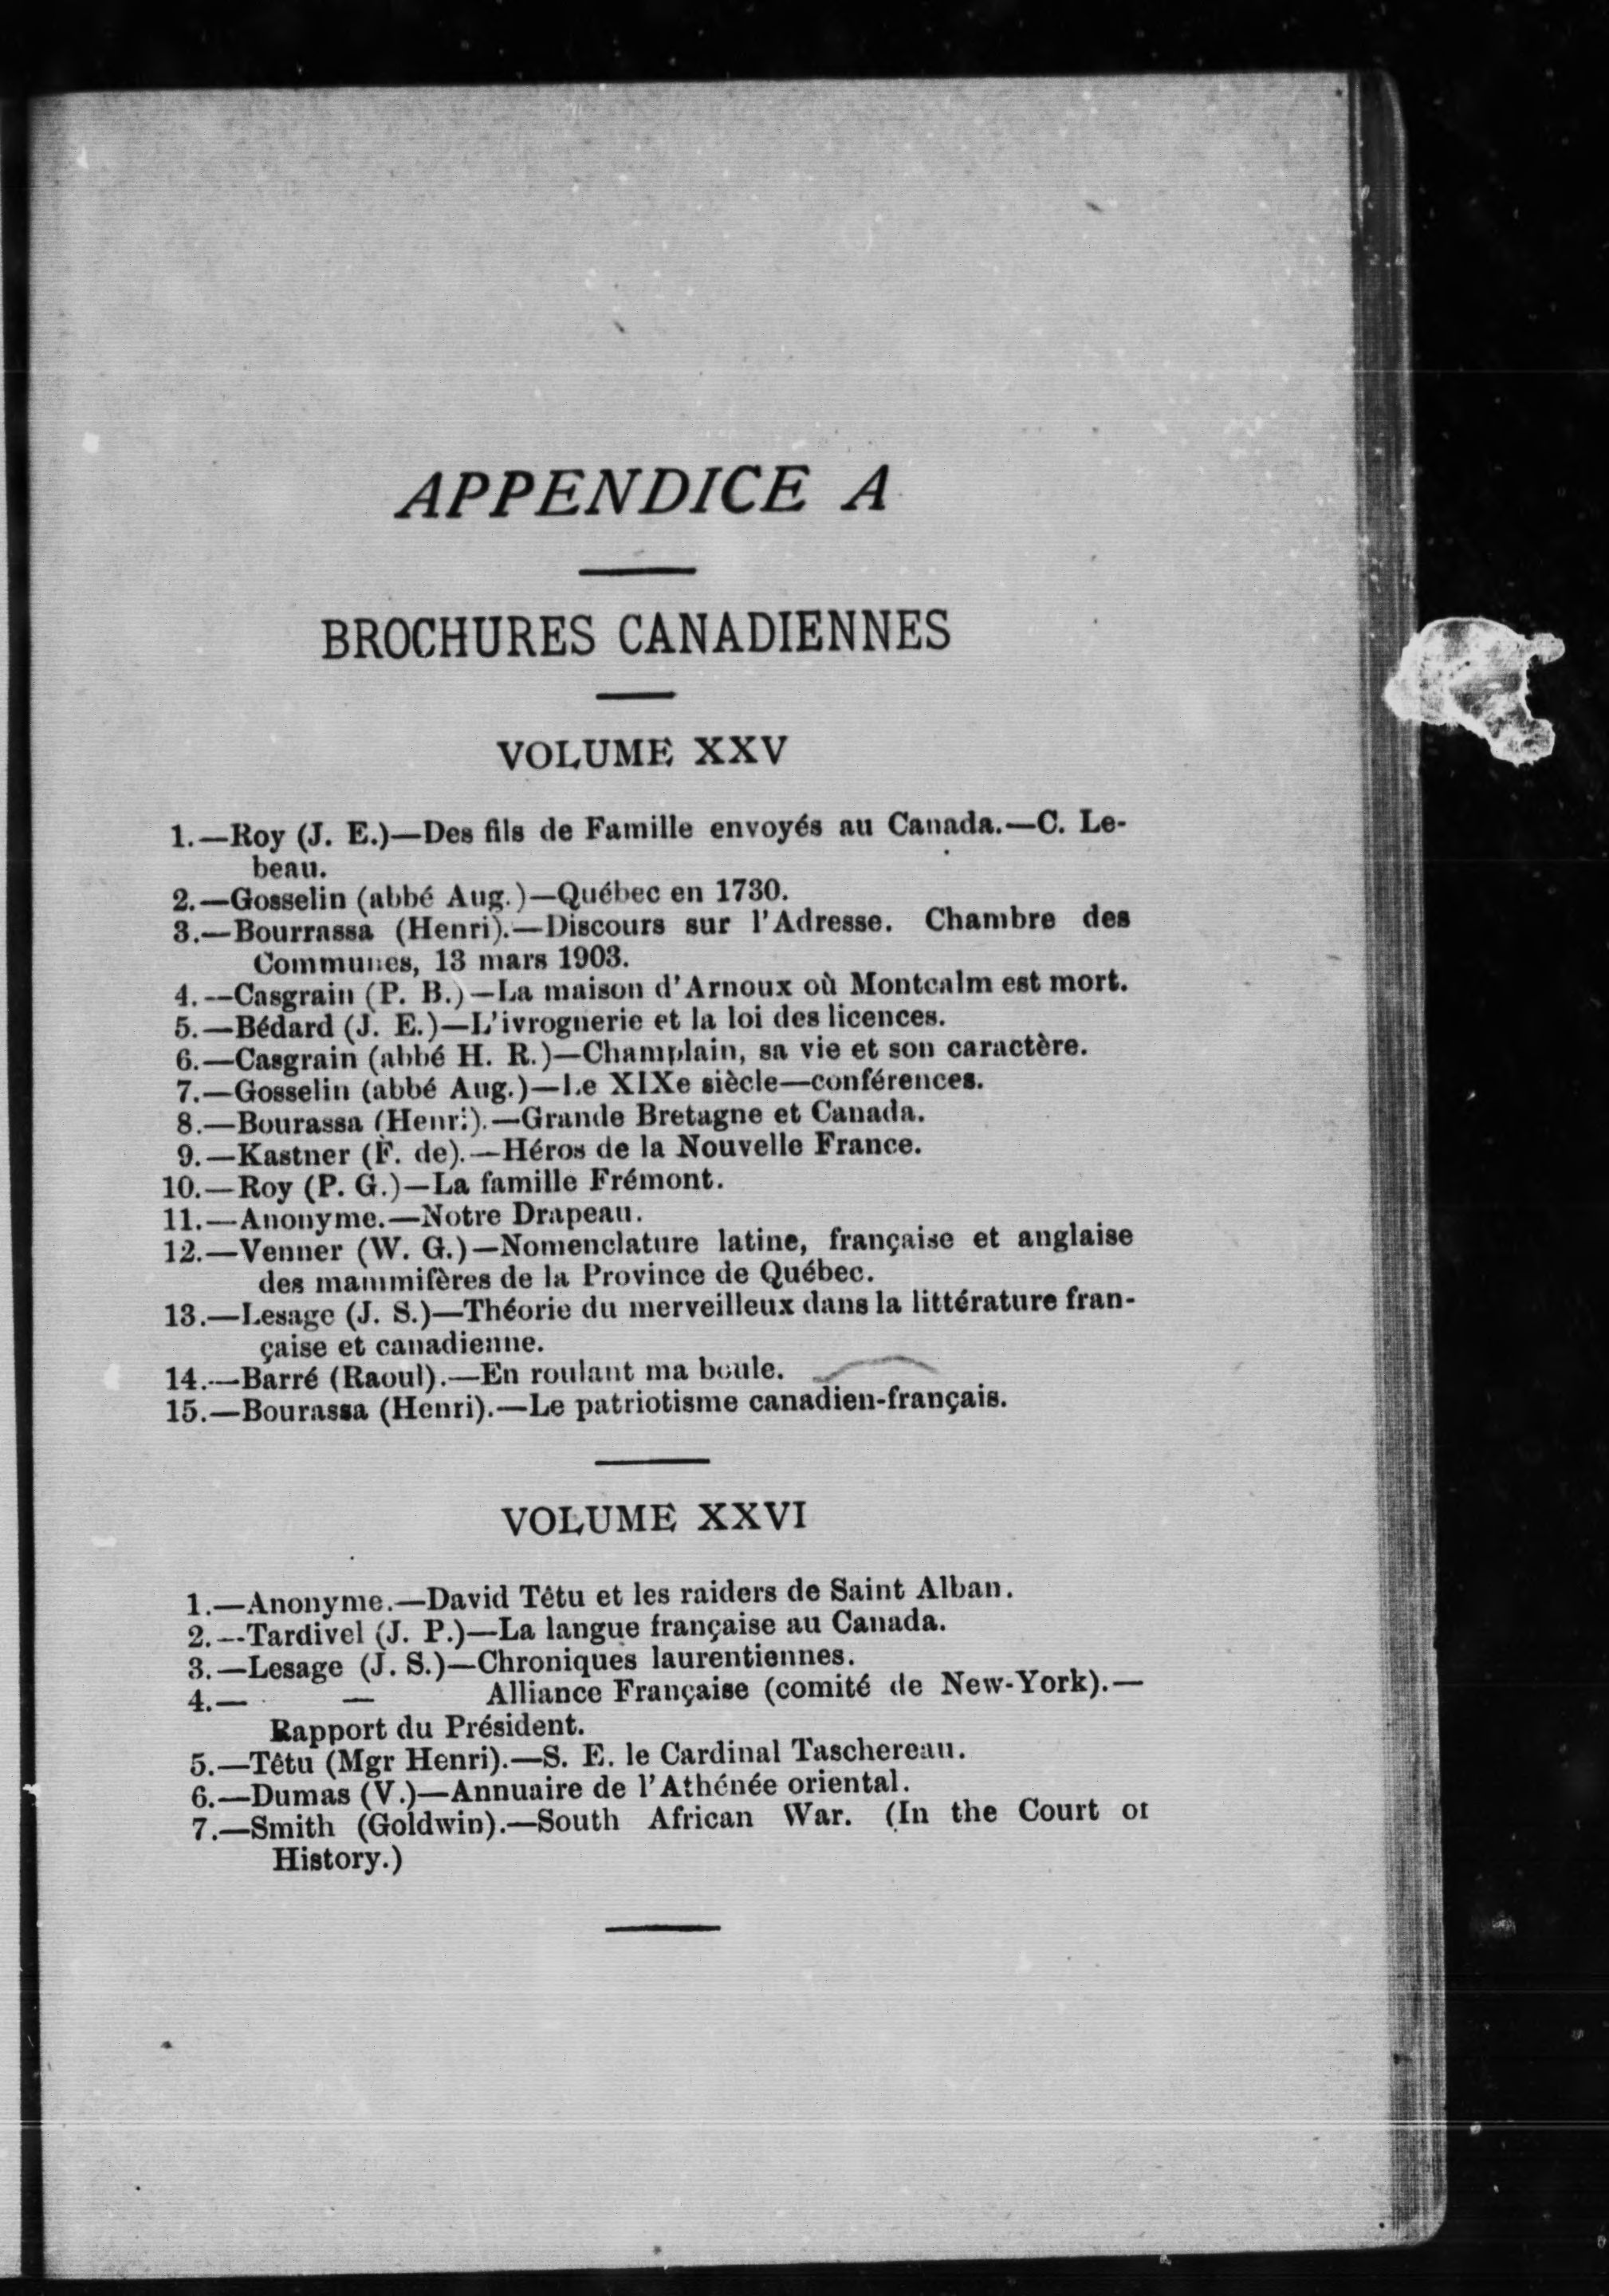 APPENDICE A
BROCHURES CANADIENNES
VOLUME XXV
1.—Roy (J. E.)—Des fils de Famille envoyés au Canada.—C. Le-
beau.
2.—Gosselin (abbé Aug.)—Québec en 1730.
3.—Bourrassa (Henri).—Discours sur l'Adresse. Chambre des
Communes, 13 mars 1903.
4.—Casgrain (P. B.)—La maison d'Arnoux où Montcalm est mort.
5.—Bédard (J. E.)—L'ivrognerie et la loi des licences.
6.—Casgrain (abbé H. R.)—Champlain, sa vie et son caractère.
7.—Gosselin (abbé Aug.)—Le XIXe siècle—conférences.
8.—Bourassa (Henri).—Grande Bretagne et Canada.
9.—Kastner (F. de).—Héros de la Nouvelle France.
10.—Roy (P. G.)—La famille Frémont.
11.—Anonyme.—Notre Drapeau.
12.—Venner (W. G.)—Nomenclature latine, française et anglaise
des mammifères de la Province de Québec.
13.—Lesage (J. S.)—Théorie du merveilleux dans la littérature fran-
çaise et canadienne.
14.—Barré (Raoul).—En roulant ma boule.
15.—Bourassa (Henri).—Le patriotisme canadien-français.
VOLUME XXVI
1.—Anonyme.—David Têtu et les raiders de Saint Alban.
2.—Tardivel (J. P.)—La langue française au Canada.
3.—Lesage (J. S.)—Chroniques laurentiennes.
4.— — Alliance Française (comité de New-York).—
Rapport du Président.
5.—Têtu (Mgr Henri).—S. E. le Cardinal Taschereau.
6.—Dumas (V.)—Annuaire de l'Athénée oriental.
7.—Smith (Goldwin).—South African War. (In the Court of
History.)